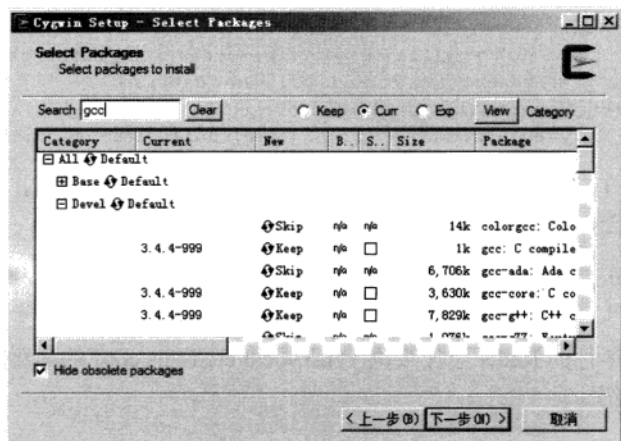 Cygwin Setup - Select Packages
Select Packages
Select packages to install
Search gcc Clear Keep Curr Exp View Category
Category Current New B.. S.. Size Package
All Default
Base Default
Devel Default
Skip n/a n/a 14k colorgcc: Colo
3.4.4-999 Keep n/a 1k gcc: C compile
Skip n/a n/a 6,706k gcc-ada: Ada c
3.4.4-999 Keep n/a 3,630k gcc-core: C co
3.4.4-999 Keep n/a 7,829k gcc-g++: C++ c
Hide obsolete packages
< 上一步(B) 下一步(N) > 取消